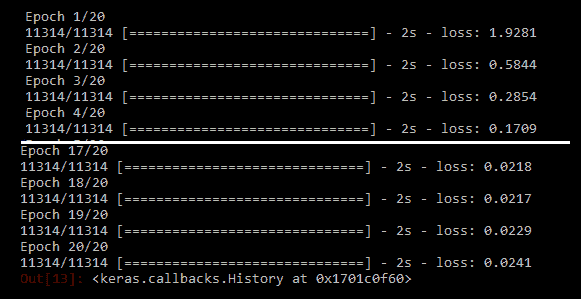 Epoch 1/20
11314/11314 [==============================] - 2s - loss: 1.9281
Epoch 2/20
11314/11314 [==============================] - 2s - loss: 0.5844
Epoch 3/20
11314/11314 [==============================] - 2s - loss: 0.2854
Epoch 4/20
11314/11314 [==============================] - 2s - loss: 0.1709
Epoch 17/20
11314/11314 [==============================] - 2s - loss: 0.0218
Epoch 18/20
11314/11314 [==============================] - 2s - loss: 0.0217
Epoch 19/20
11314/11314 [==============================] - 2s - loss: 0.0229
Epoch 20/20
11314/11314 [==============================] - 2s - loss: 0.0241
Out[13]: <keras.callbacks.History at 0x1701c0f60>